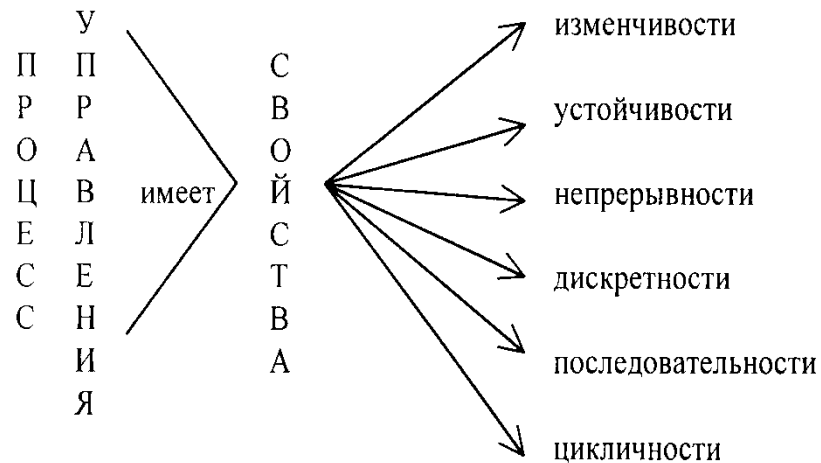 ПРОЦЕСС
УПРАВЛЕНИЯ
имеет
СВОЙСТВА
изменчивости
устойчивости
непрерывности
дискретности
последовательности
цикличности